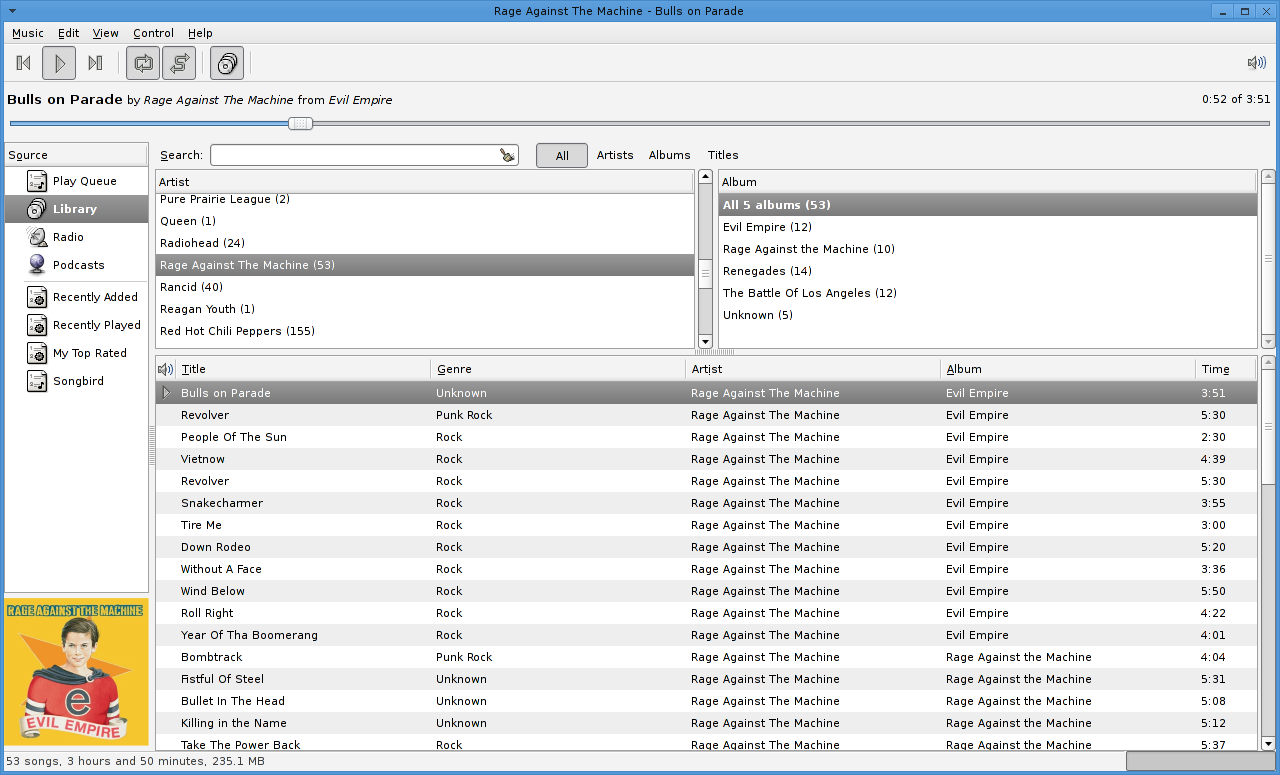 Rage Against The Machine - Bulls on Parade
Music Edit View Control Help
Bulls on Parade by Rage Against The Machine from Evil Empire 0:52 of 3:51
Source
Play Queue
Library
Radio
Podcasts
Recently Added
Recently Played
My Top Rated
Songbird
Search: All Artists Albums Titles
Artist
Pure Prairie League (2)
Queen (1)
Radiohead (24)
Rage Against The Machine (53)
Rancid (40)
Reagan Youth (1)
Red Hot Chili Peppers (155)
Album
All 5 albums (53)
Evil Empire (12)
Rage Against the Machine (10)
Renegades (14)
The Battle Of Los Angeles (12)
Unknown (5)
Title Genre Artist Album Time
Bulls on Parade Unknown Rage Against The Machine Evil Empire 3:51
Revolver Punk Rock Rage Against The Machine Evil Empire 5:30
People Of The Sun Rock Rage Against The Machine Evil Empire 2:30
Vietnow Rock Rage Against The Machine Evil Empire 4:39
Revolver Rock Rage Against The Machine Evil Empire 5:30
Snakecharmer Rock Rage Against The Machine Evil Empire 3:55
Tire Me Rock Rage Against The Machine Evil Empire 3:00
Down Rodeo Rock Rage Against The Machine Evil Empire 5:20
Without A Face Rock Rage Against The Machine Evil Empire 3:36
Wind Below Rock Rage Against The Machine Evil Empire 5:50
Roll Right Rock Rage Against The Machine Evil Empire 4:22
Year Of Tha Boomerang Rock Rage Against The Machine Evil Empire 4:01
Bombtrack Punk Rock Rage Against The Machine Rage Against the Machine 4:04
Fistful Of Steel Unknown Rage Against The Machine Rage Against the Machine 5:31
Bullet In The Head Unknown Rage Against The Machine Rage Against the Machine 5:08
Killing in the Name Unknown Rage Against The Machine Rage Against the Machine 5:12
Take The Power Back Rock Rage Against The Machine Rage Against the Machine 5:37
RAGE AGAINST THE MACHINE
e
EVIL EMPIRE
53 songs, 3 hours and 50 minutes, 235.1 MB